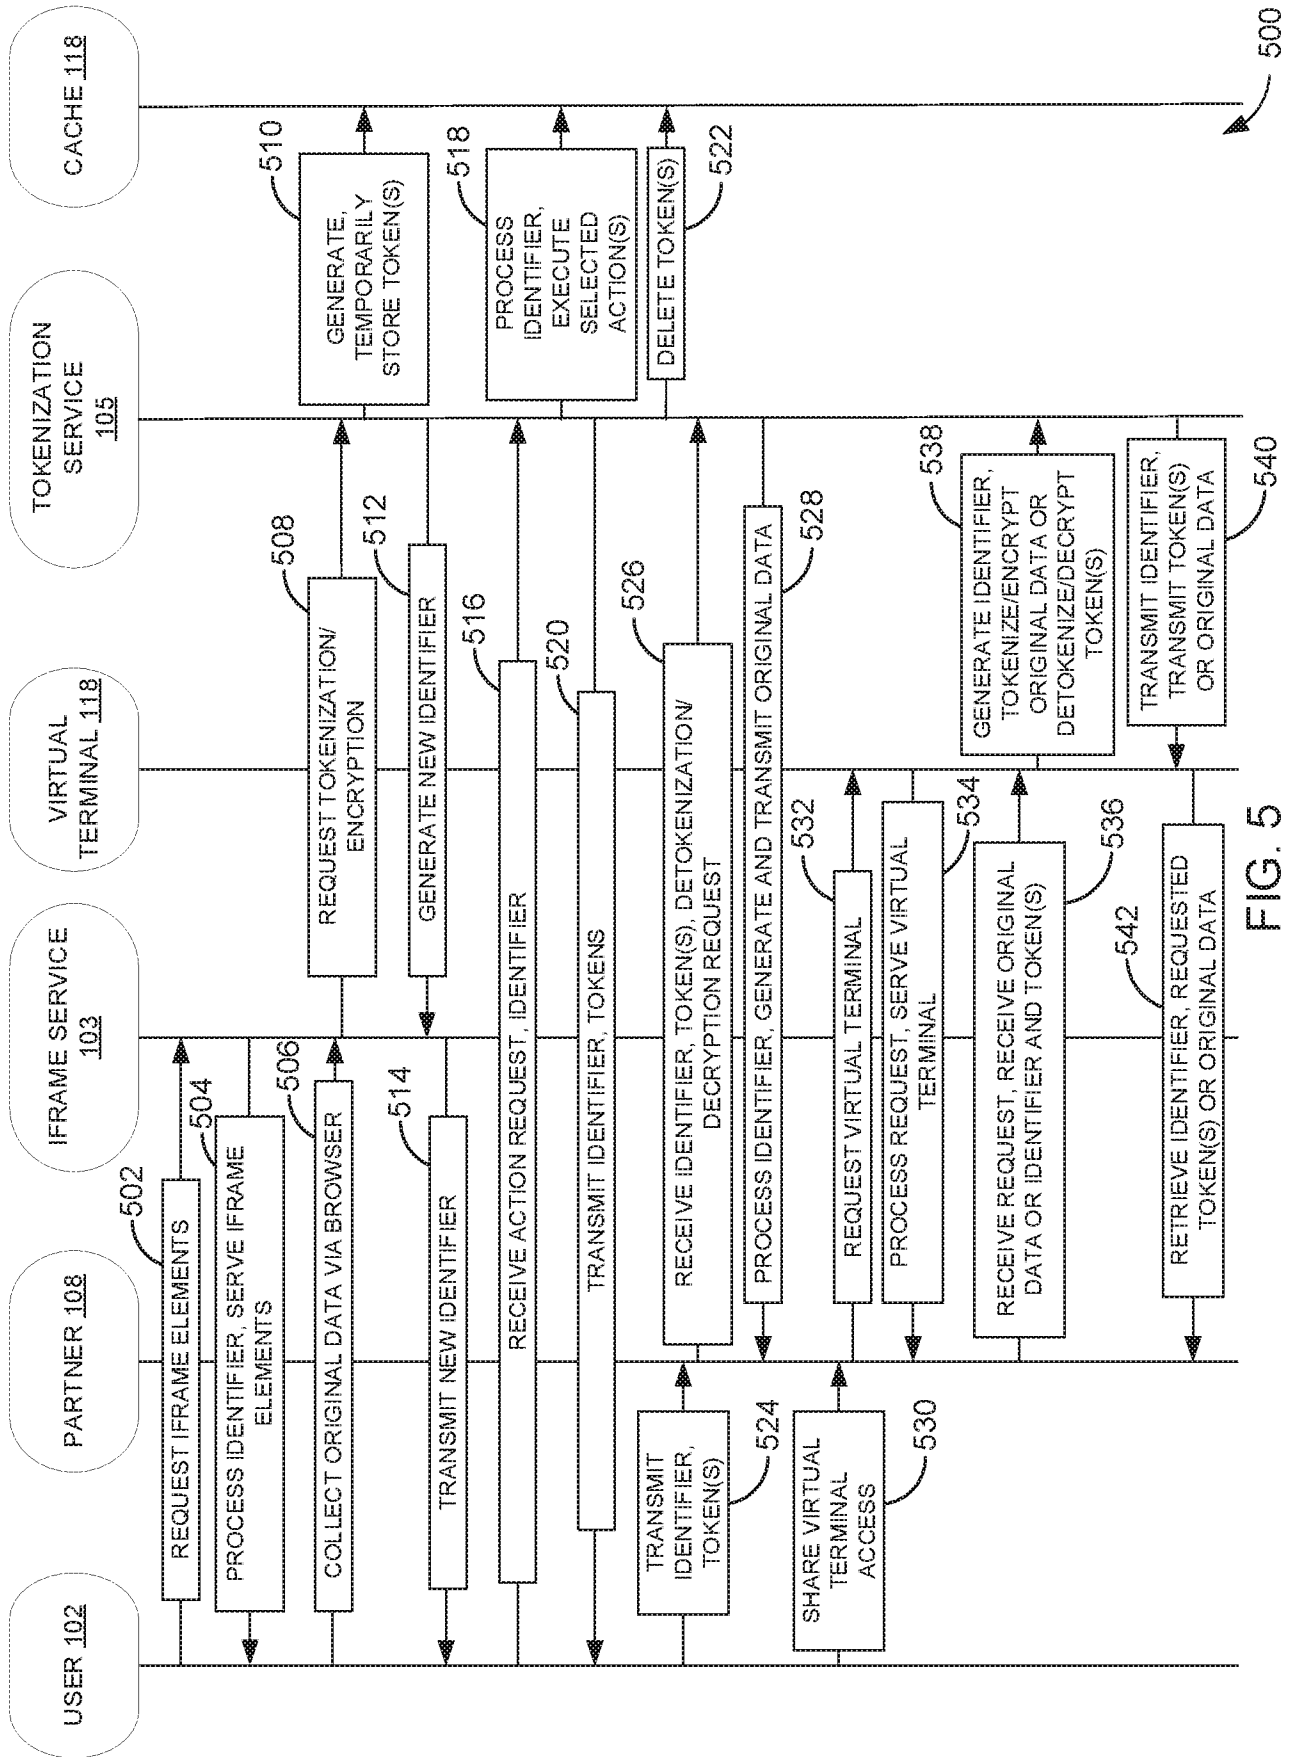 USER 102
PARTNER 108
IFRAME SERVICE
103
VIRTUAL
TERMINAL 118
TOKENIZATION
SERVICE
105
CACHE 118
REQUEST IFRAME ELEMENTS
502
PROCESS IDENTIFIER, SERVE IFRAME
ELEMENTS
504
COLLECT ORIGINAL DATA VIA BROWSER
506
REQUEST TOKENIZATION/
ENCRYPTION
508
GENERATE,
TEMPORARILY
STORE TOKEN(S)
510
GENERATE NEW IDENTIFIER
512
TRANSMIT NEW IDENTIFIER
514
RECEIVE ACTION REQUEST, IDENTIFIER
516
PROCESS
IDENTIFIER,
EXECUTE
SELECTED
ACTION(S)
518
TRANSMIT IDENTIFIER, TOKENS
520
DELETE TOKEN(S)
522
TRANSMIT
IDENTIFIER,
TOKEN(S)
524
RECEIVE IDENTIFIER, TOKEN(S), DETOKENIZATION/
DECRYPTION REQUEST
526
PROCESS IDENTIFIER, GENERATE AND TRANSMIT ORIGINAL DATA
528
SHARE VIRTUAL
TERMINAL
ACCESS
530
REQUEST VIRTUAL TERMINAL
532
PROCESS REQUEST, SERVE VIRTUAL
TERMINAL
534
RECEIVE REQUEST, RECEIVE ORIGINAL
DATA OR IDENTIFIER AND TOKEN(S)
536
GENERATE IDENTIFIER,
TOKENIZE/ENCRYPT
ORIGINAL DATA OR
DETOKENIZE/DECRYPT
TOKEN(S)
538
TRANSMIT IDENTIFIER,
TRANSMIT TOKEN(S)
OR ORIGINAL DATA
540
RETRIEVE IDENTIFIER, REQUESTED
TOKEN(S) OR ORIGINAL DATA
542
500
FIG. 5